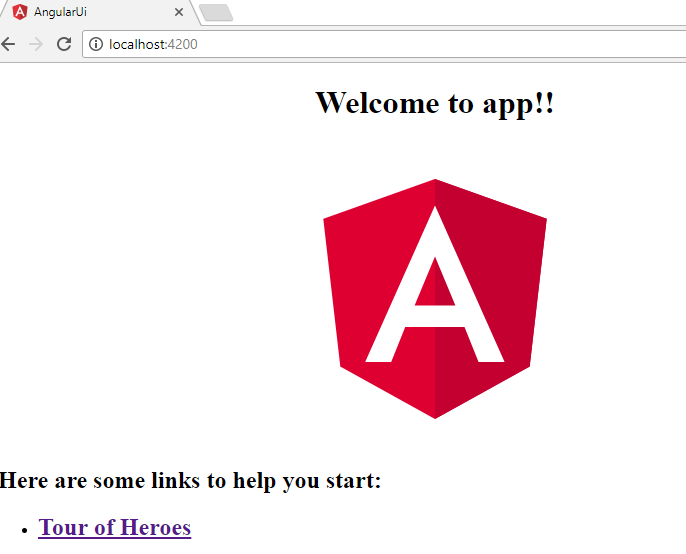 AngularUi
localhost:4200
Welcome to app!!
A
Here are some links to help you start:
Tour of Heroes